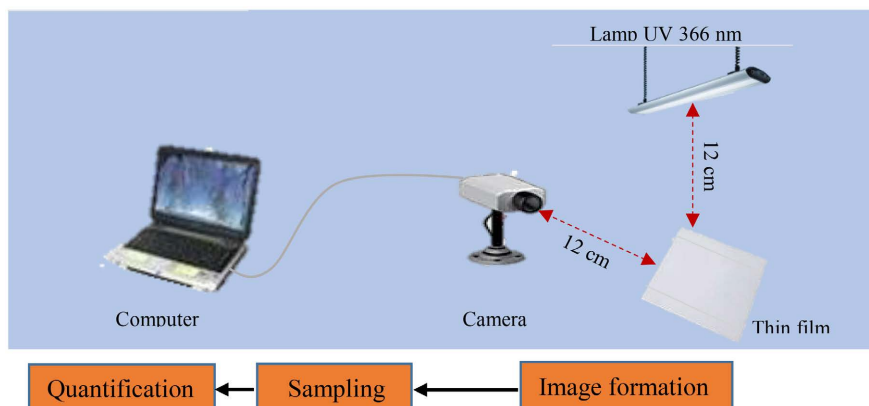 Lamp UV 366 nm
12 cm
12 cm
Computer
Camera
Thin film
Quantification
Sampling
Image formation